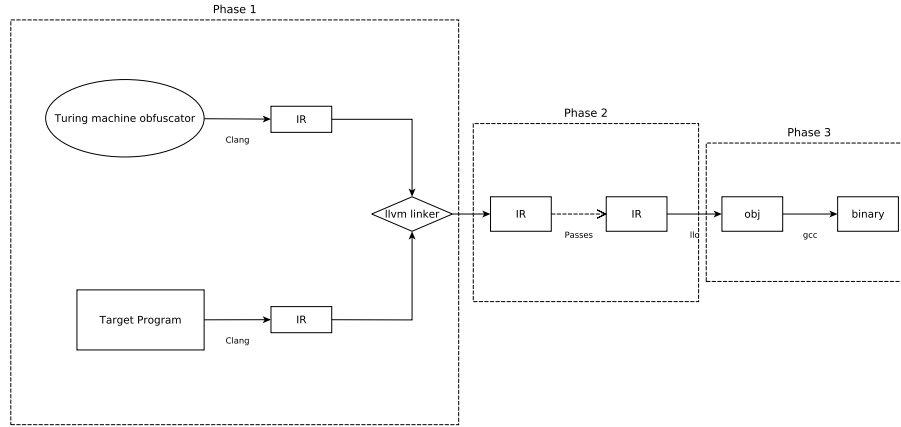 Phase 1
Turing machine obfuscator
IR
Clang
llvm linker
Target Program
IR
Clang
Phase 2
IR
Passes
IR
Phase 3
obj
gcc
binary